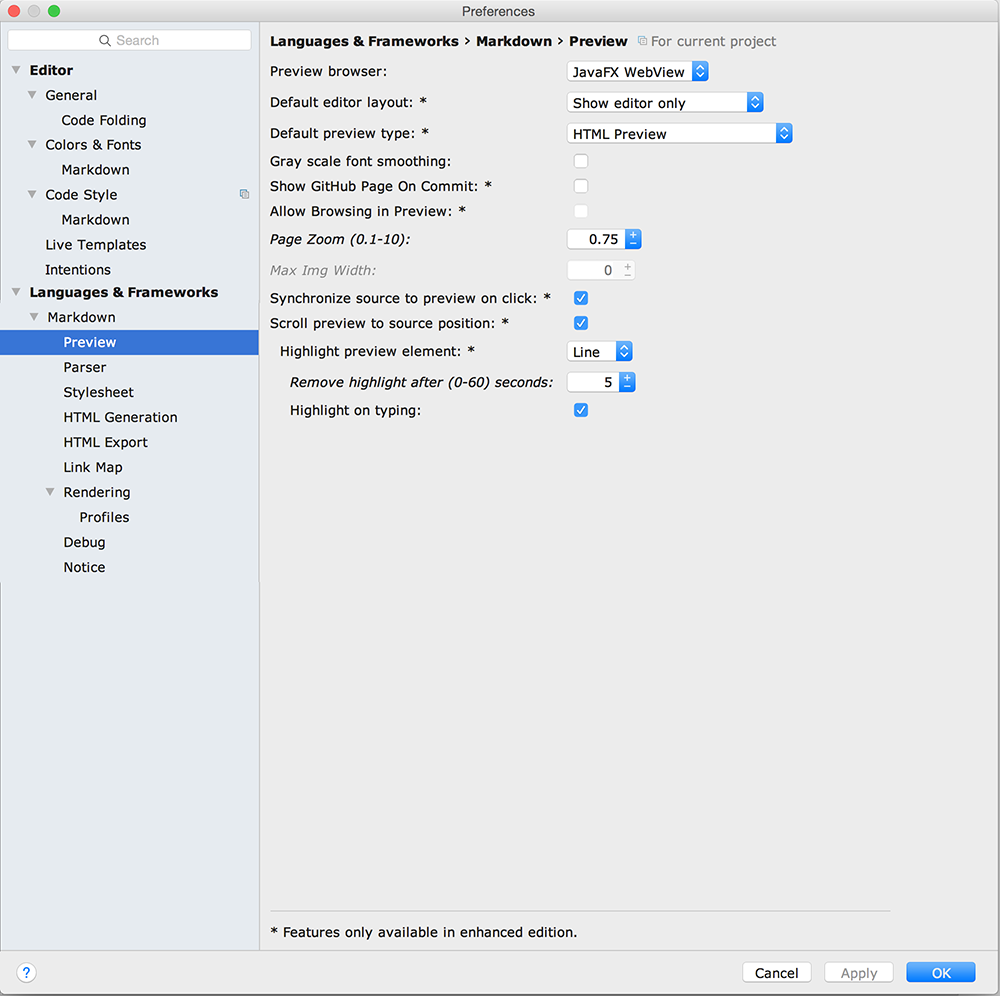 Preferences
Search
Editor
General
Code Folding
Colors & Fonts
Markdown
Code Style
Markdown
Live Templates
Intentions
Languages & Frameworks
Markdown
Preview
Parser
Stylesheet
HTML Generation
HTML Export
Link Map
Rendering
Profiles
Debug
Notice
Languages & Frameworks › Markdown › Preview For current project
Preview browser: JavaFX WebView
Default editor layout: * Show editor only
Default preview type: * HTML Preview
Gray scale font smoothing:
Show GitHub Page On Commit: *
Allow Browsing in Preview: *
Page Zoom (0.1-10): 0.75
Max Img Width: 0
Synchronize source to preview on click: *
Scroll preview to source position: *
Highlight preview element: * Line
Remove highlight after (0-60) seconds: 5
Highlight on typing:
* Features only available in enhanced edition.
? Cancel Apply OK